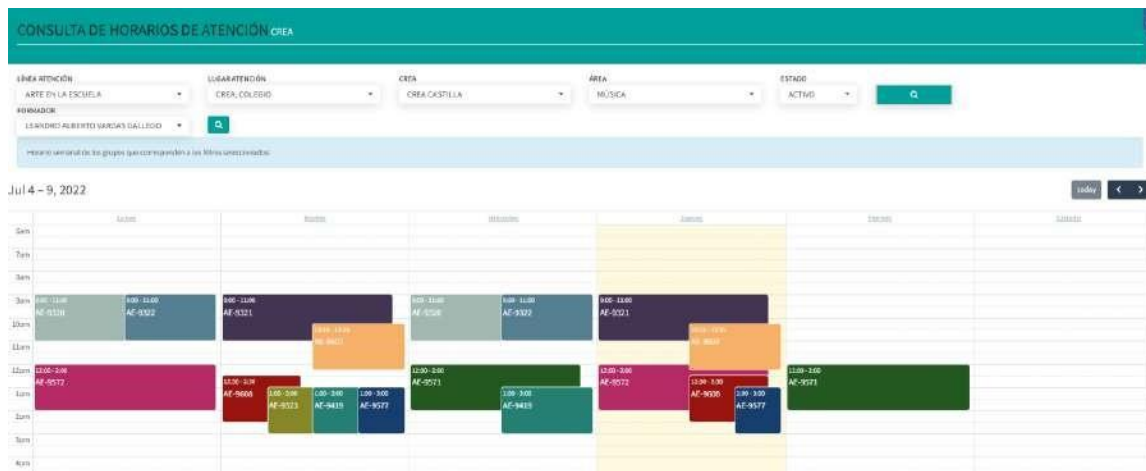 CONSULTA DE HORARIOS DE ATENCIÓN CREA
LÍNEA ATENCIÓN
ARTE EN LA ESCUELA
LUGAR ATENCIÓN
CREA, COLEGIO
CREA
CREA CASTILLA
ÁREA
MÚSICA
ESTADO
ACTIVO
FORMADOR
LEANDRO ALBERTO VARGAS GALLEGO
Horario semanal de los grupos que corresponden a los filtros seleccionados
Jul 4 – 9, 2022
today
Lunes
Martes
Miércoles
Jueves
Viernes
Sábado
6am
7am
8am
9am
9:00 - 11:00
AE-9320
9:00 - 11:00
AE-9322
9:00 - 11:00
AE-9321
9:00 - 11:00
AE-9320
9:00 - 11:00
AE-9322
9:00 - 11:00
AE-9321
10am
11am
12pm
12:00 - 2:00
AE-9572
12:00 - 2:00
AE-9571
12:00 - 2:00
AE-9572
12:00 - 2:00
AE-9571
12:30 - 2:30
AE-9608
12:30 - 2:30
AE-9608
1pm
1:00 - 3:00
AE-9323
1:00 - 3:00
AE-9419
1:00 - 3:00
AE-9577
1:00 - 3:00
AE-9419
1:00 - 3:00
AE-9577
2pm
3pm
4pm